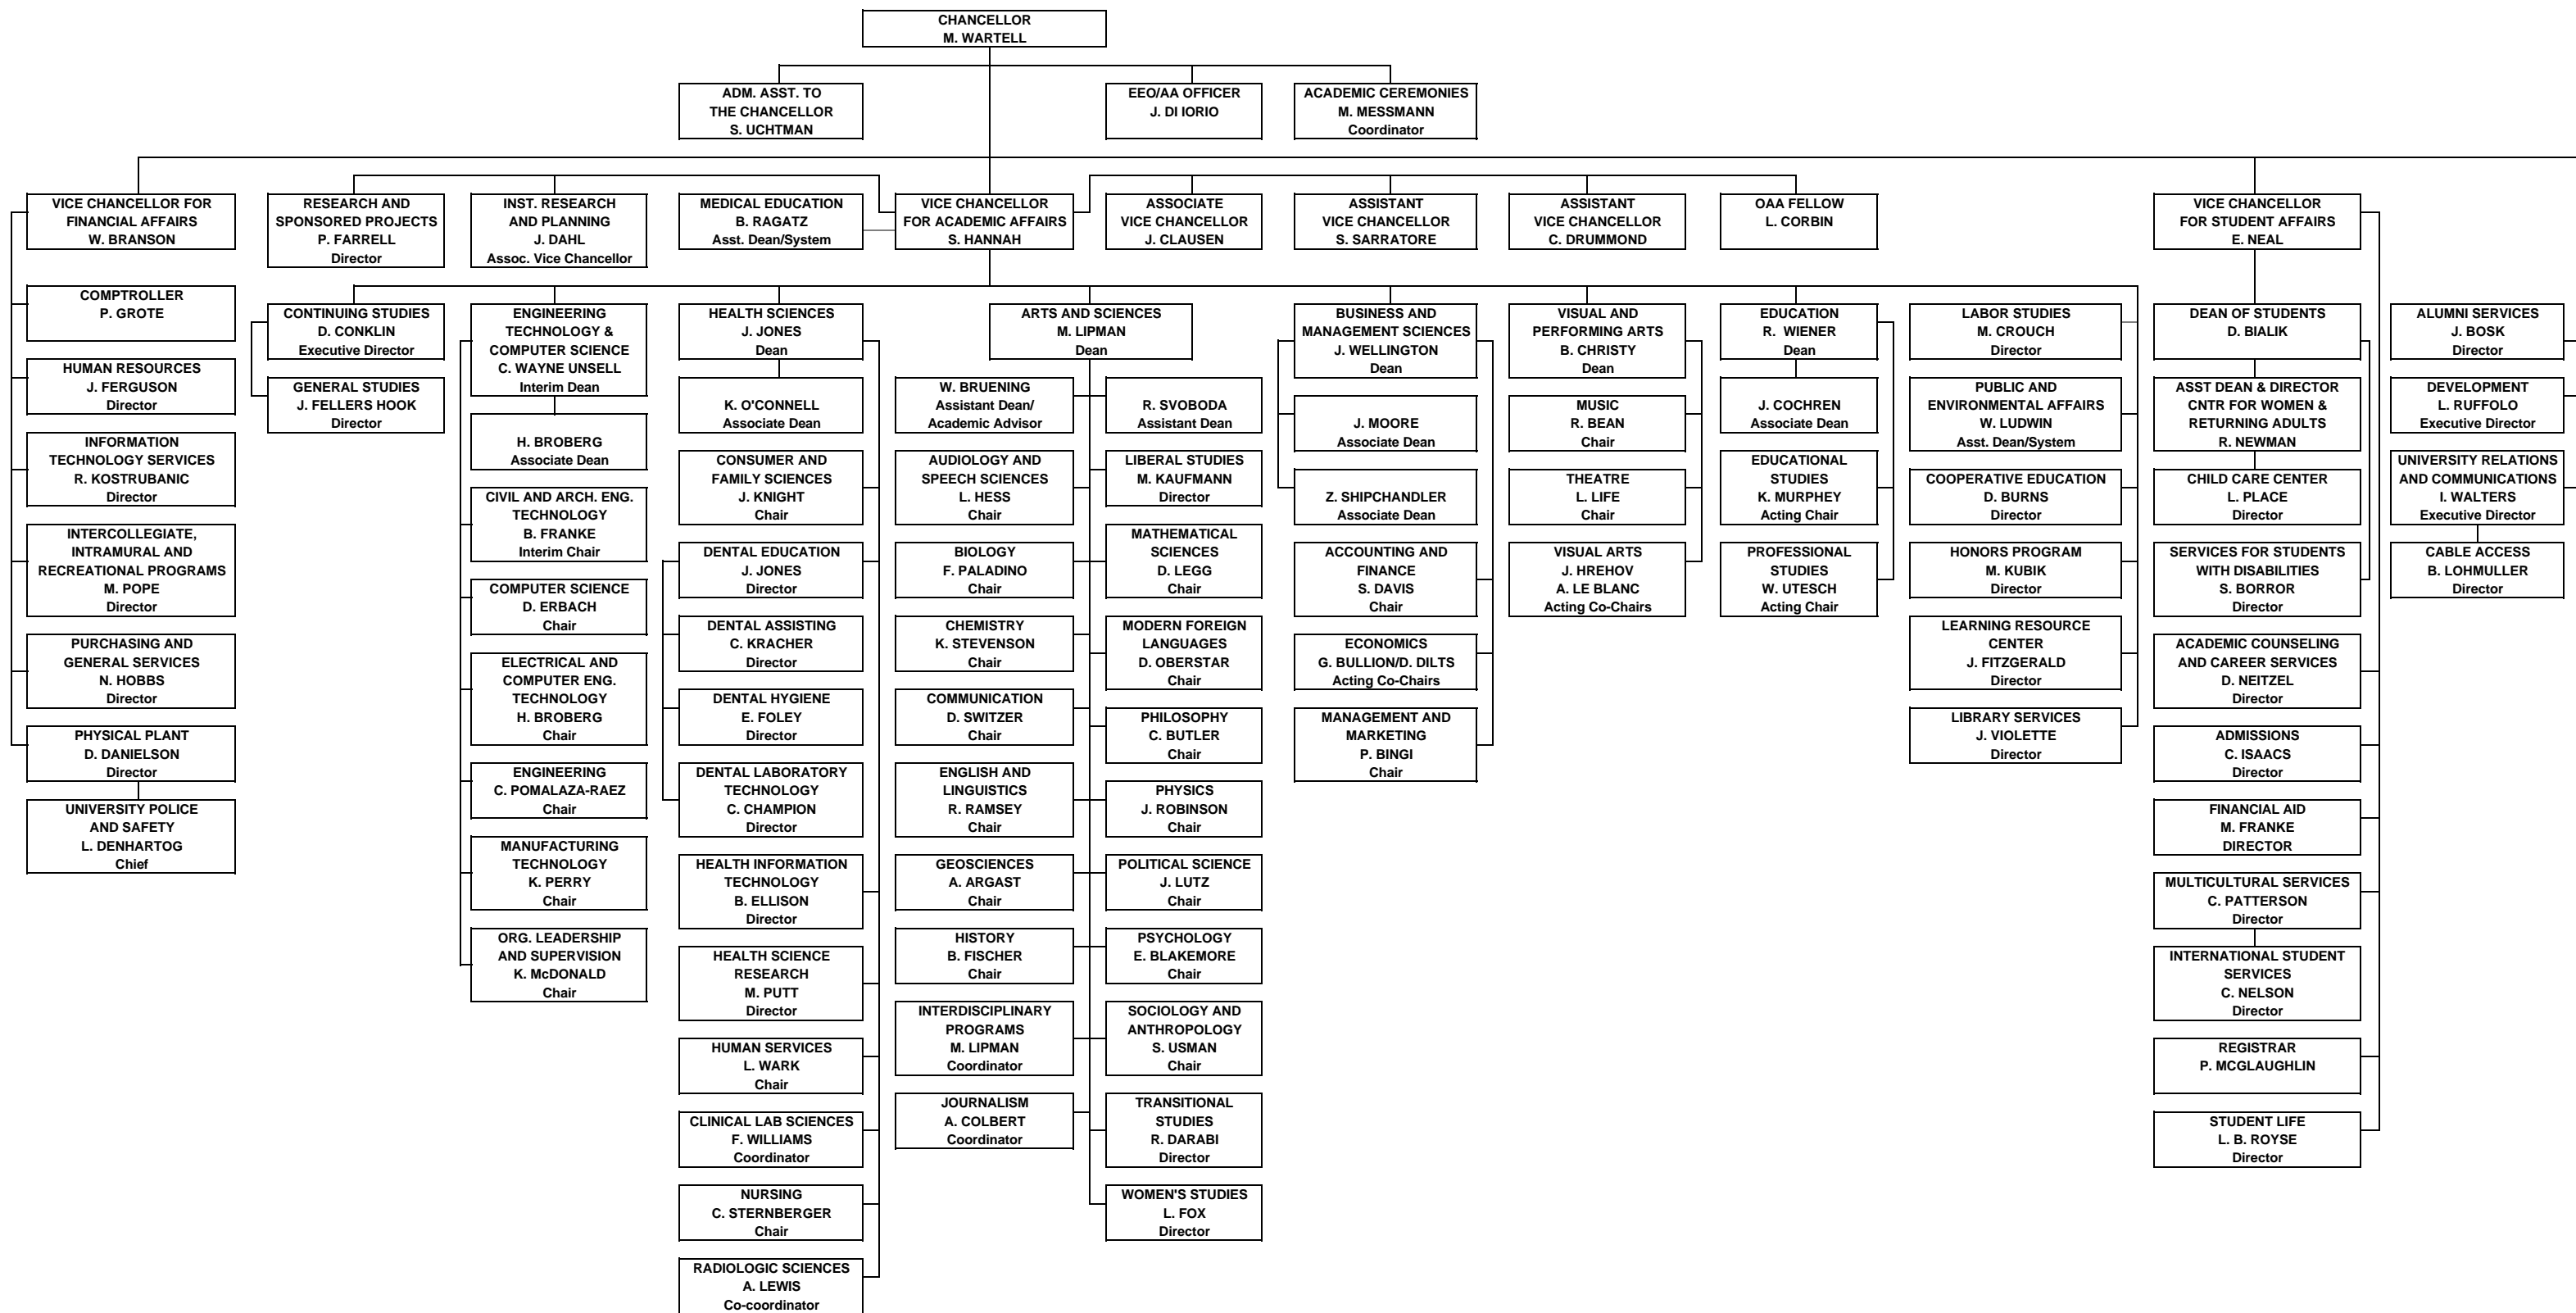 CHANCELLOR
M. WARTELL
ADM. ASST. TO
THE CHANCELLOR
S. UCHTMAN
EEO/AA OFFICER
J. DI IORIO
ACADEMIC CEREMONIES
M. MESSMANN
Coordinator
VICE CHANCELLOR FOR
FINANCIAL AFFAIRS
W. BRANSON
RESEARCH AND
SPONSORED PROJECTS
P. FARRELL
Director
INST. RESEARCH
AND PLANNING
J. DAHL
Assoc. Vice Chancellor
MEDICAL EDUCATION
B. RAGATZ
Asst. Dean/System
VICE CHANCELLOR
FOR ACADEMIC AFFAIRS
S. HANNAH
ASSOCIATE
VICE CHANCELLOR
J. CLAUSEN
ASSISTANT
VICE CHANCELLOR
S. SARRATORE
ASSISTANT
VICE CHANCELLOR
C. DRUMMOND
OAA FELLOW
L. CORBIN
VICE CHANCELLOR
FOR STUDENT AFFAIRS
E. NEAL
COMPTROLLER
P. GROTE
HUMAN RESOURCES
J. FERGUSON
Director
INFORMATION
TECHNOLOGY SERVICES
R. KOSTRUBANIC
Director
INTERCOLLEGIATE,
INTRAMURAL AND
RECREATIONAL PROGRAMS
M. POPE
Director
PURCHASING AND
GENERAL SERVICES
N. HOBBS
Director
PHYSICAL PLANT
D. DANIELSON
Director
UNIVERSITY POLICE
AND SAFETY
L. DENHARTOG
Chief
CONTINUING STUDIES
D. CONKLIN
Executive Director
GENERAL STUDIES
J. FELLERS HOOK
Director
ENGINEERING
TECHNOLOGY &
COMPUTER SCIENCE
C. WAYNE UNSELL
Interim Dean
H. BROBERG
Associate Dean
CIVIL AND ARCH. ENG.
TECHNOLOGY
B. FRANKE
Interim Chair
COMPUTER SCIENCE
D. ERBACH
Chair
ELECTRICAL AND
COMPUTER ENG.
TECHNOLOGY
H. BROBERG
Chair
ENGINEERING
C. POMALAZA-RAEZ
Chair
MANUFACTURING
TECHNOLOGY
K. PERRY
Chair
ORG. LEADERSHIP
AND SUPERVISION
K. McDONALD
Chair
HEALTH SCIENCES
J. JONES
Dean
K. O'CONNELL
Associate Dean
CONSUMER AND
FAMILY SCIENCES
J. KNIGHT
Chair
DENTAL EDUCATION
J. JONES
Director
DENTAL ASSISTING
C. KRACHER
Director
DENTAL HYGIENE
E. FOLEY
Director
DENTAL LABORATORY
TECHNOLOGY
C. CHAMPION
Director
HEALTH INFORMATION
TECHNOLOGY
B. ELLISON
Director
HEALTH SCIENCE
RESEARCH
M. PUTT
Director
HUMAN SERVICES
L. WARK
Chair
CLINICAL LAB SCIENCES
F. WILLIAMS
Coordinator
NURSING
C. STERNBERGER
Chair
RADIOLOGIC SCIENCES
A. LEWIS
Co-coordinator
ARTS AND SCIENCES
M. LIPMAN
Dean
W. BRUENING
Assistant Dean/
Academic Advisor
AUDIOLOGY AND
SPEECH SCIENCES
L. HESS
Chair
BIOLOGY
F. PALADINO
Chair
CHEMISTRY
K. STEVENSON
Chair
COMMUNICATION
D. SWITZER
Chair
ENGLISH AND
LINGUISTICS
R. RAMSEY
Chair
GEOSCIENCES
A. ARGAST
Chair
HISTORY
B. FISCHER
Chair
INTERDISCIPLINARY
PROGRAMS
M. LIPMAN
Coordinator
JOURNALISM
A. COLBERT
Coordinator
R. SVOBODA
Assistant Dean
LIBERAL STUDIES
M. KAUFMANN
Director
MATHEMATICAL
SCIENCES
D. LEGG
Chair
MODERN FOREIGN
LANGUAGES
D. OBERSTAR
Chair
PHILOSOPHY
C. BUTLER
Chair
PHYSICS
J. ROBINSON
Chair
POLITICAL SCIENCE
J. LUTZ
Chair
PSYCHOLOGY
E. BLAKEMORE
Chair
SOCIOLOGY AND
ANTHROPOLOGY
S. USMAN
Chair
TRANSITIONAL
STUDIES
R. DARABI
Director
WOMEN'S STUDIES
L. FOX
Director
BUSINESS AND
MANAGEMENT SCIENCES
J. WELLINGTON
Dean
J. MOORE
Associate Dean
Z. SHIPCHANDLER
Associate Dean
ACCOUNTING AND
FINANCE
S. DAVIS
Chair
ECONOMICS
G. BULLION/D. DILTS
Acting Co-Chairs
MANAGEMENT AND
MARKETING
P. BINGI
Chair
VISUAL AND
PERFORMING ARTS
B. CHRISTY
Dean
MUSIC
R. BEAN
Chair
THEATRE
L. LIFE
Chair
VISUAL ARTS
J. HREHOV
A. LE BLANC
Acting Co-Chairs
EDUCATION
R. WIENER
Dean
J. COCHREN
Associate Dean
EDUCATIONAL
STUDIES
K. MURPHEY
Acting Chair
PROFESSIONAL
STUDIES
W. UTESCH
Acting Chair
LABOR STUDIES
M. CROUCH
Director
PUBLIC AND
ENVIRONMENTAL AFFAIRS
W. LUDWIN
Asst. Dean/System
COOPERATIVE EDUCATION
D. BURNS
Director
HONORS PROGRAM
M. KUBIK
Director
LEARNING RESOURCE
CENTER
J. FITZGERALD
Director
LIBRARY SERVICES
J. VIOLETTE
Director
DEAN OF STUDENTS
D. BIALIK
ASST DEAN & DIRECTOR
CNTR FOR WOMEN &
RETURNING ADULTS
R. NEWMAN
CHILD CARE CENTER
L. PLACE
Director
SERVICES FOR STUDENTS
WITH DISABILITIES
S. BORROR
Director
ACADEMIC COUNSELING
AND CAREER SERVICES
D. NEITZEL
Director
ADMISSIONS
C. ISAACS
Director
FINANCIAL AID
M. FRANKE
DIRECTOR
MULTICULTURAL SERVICES
C. PATTERSON
Director
INTERNATIONAL STUDENT
SERVICES
C. NELSON
Director
REGISTRAR
P. MCGLAUGHLIN
STUDENT LIFE
L. B. ROYSE
Director
ALUMNI SERVICES
J. BOSK
Director
DEVELOPMENT
L. RUFFOLO
Executive Director
UNIVERSITY RELATIONS
AND COMMUNICATIONS
I. WALTERS
Executive Director
CABLE ACCESS
B. LOHMULLER
Director